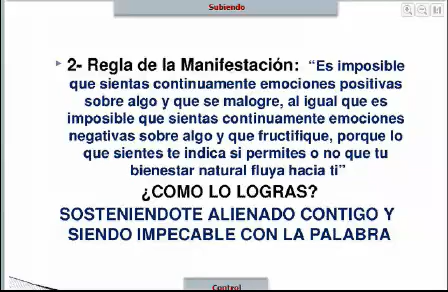 Subiendo
2- Regla de la Manifestación: “Es imposible
que sientas continuamente emociones positivas
sobre algo y que se malogre, al igual que es
imposible que sientas continuamente emociones
negativas sobre algo y que fructifique, porque lo
que sientes te indica si permites o no que tu
bienestar natural fluya hacia ti”
¿COMO LO LOGRAS?
SOSTENIENDOTE ALIENADO CONTIGO Y
SIENDO IMPECABLE CON LA PALABRA
Control